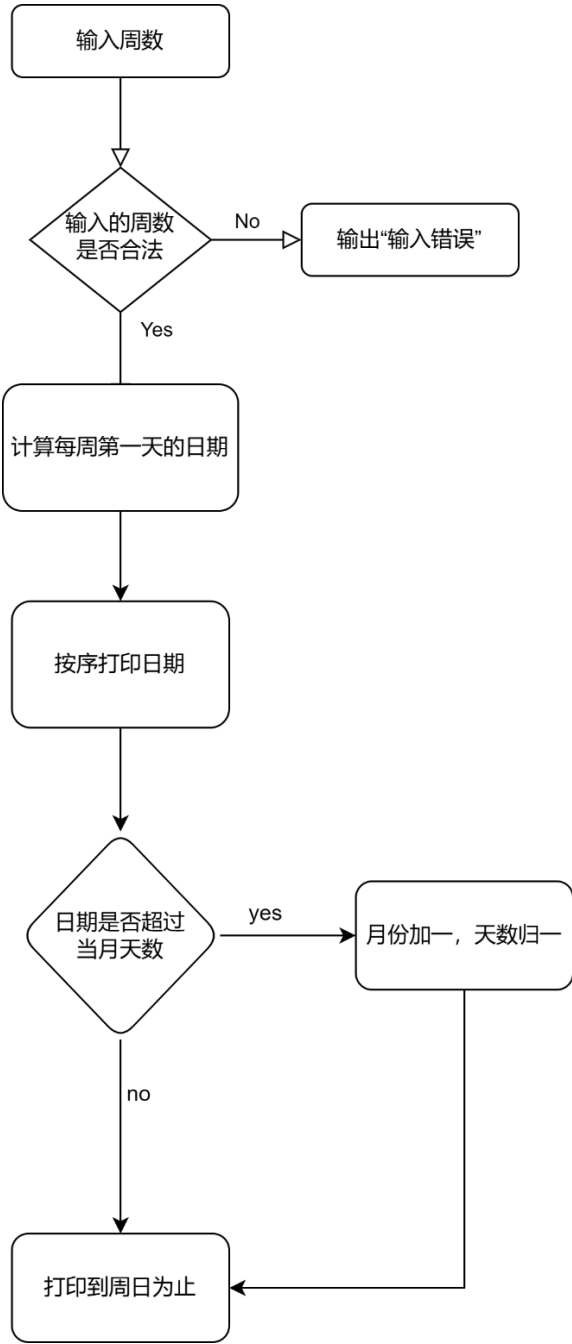 输入周数
输入的周数
是否合法
No
输出“输入错误”
Yes
计算每周第一天的日期
按序打印日期
日期是否超过
当月天数
yes
月份加一，天数归一
no
打印到周日为止